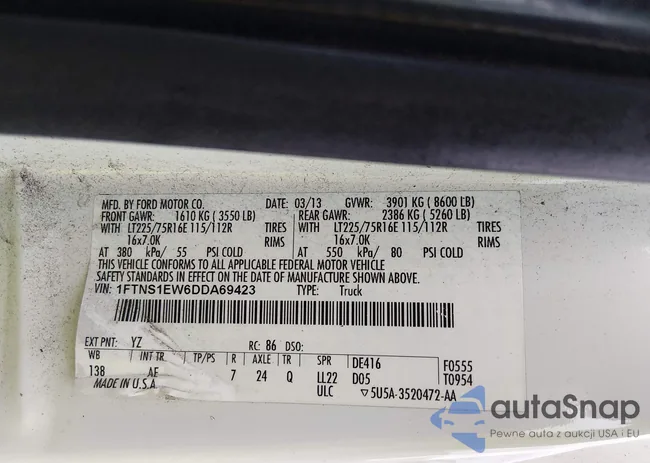 MFD. BY FORD MOTOR CO. DATE: 03/13 GVWR: 3901 KG ( 8600 LB)
FRONT GAWR: 1610 KG ( 3550 LB) REAR GAWR: 2386 KG ( 5260 LB)
WITH LT225/75R16E 115/112R TIRES WITH LT225/75R16E 115/112R TIRES
16x7.0K RIMS 16x7.0K RIMS
AT 380 kPa/ 55 PSI COLD AT 550 kPa/ 80 PSI COLD
THIS VEHICLE CONFORMS TO ALL APPLICABLE FEDERAL MOTOR VEHICLE
SAFETY STANDARDS IN EFFECT ON THE DATE OF MANUFACTURE SHOWN ABOVE.
VIN: 1FTNS1EW6DDA69423 TYPE: Truck
EXT PNT: YZ RC: 86 DSO:
WB INT TR TP/PS R AXLE TR SPR DE416 F0555
138 AE 7 24 Q LL22 D05 T0954
MADE IN U.S.A. ULC ▽5U5A-3520472-AA
autoSnap
Pewne auta z aukcji USA i EU